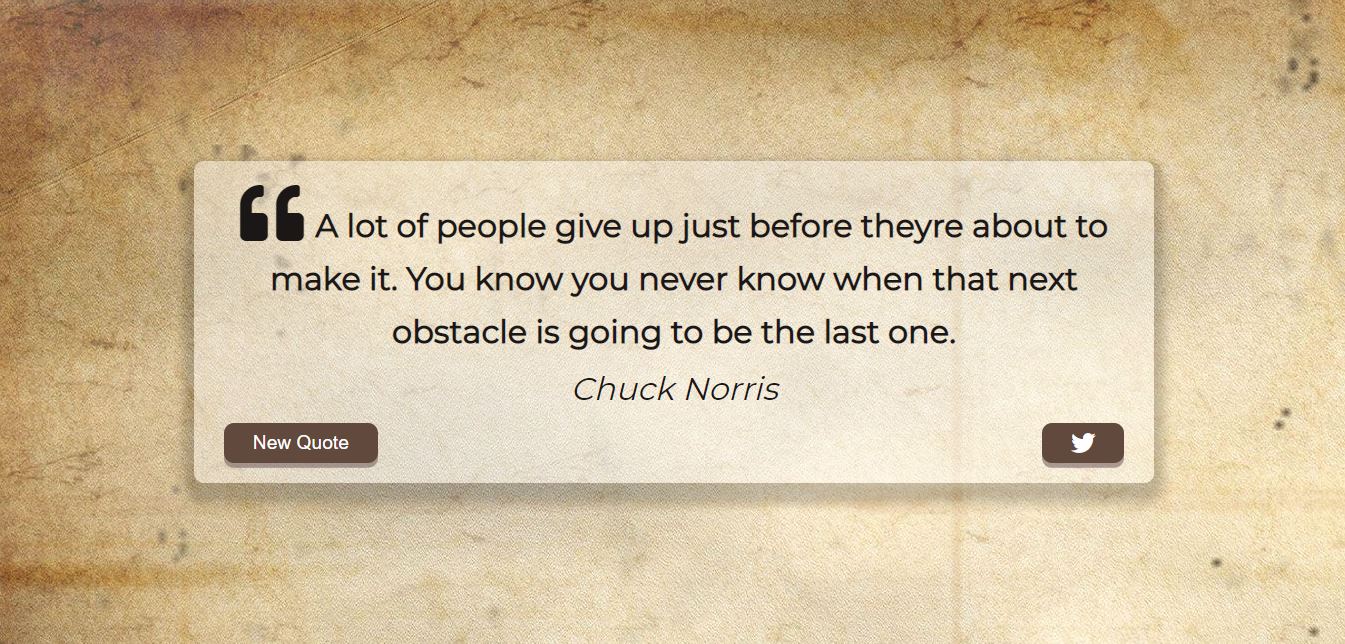 “ A lot of people give up just before theyre about to
make it. You know you never know when that next
obstacle is going to be the last one.
Chuck Norris
New Quote